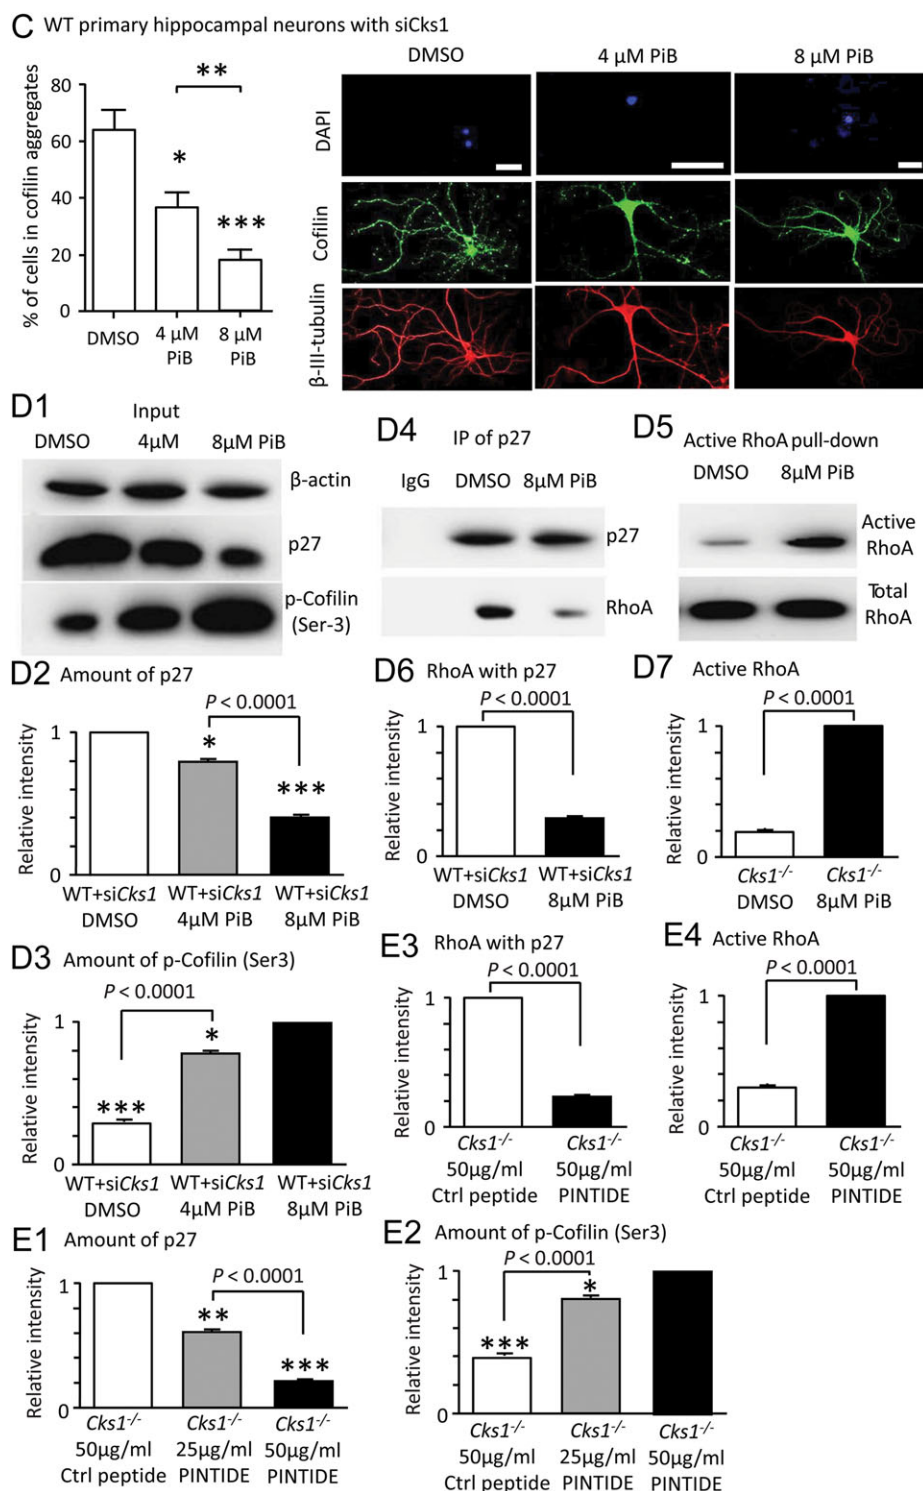 C WT primary hippocampal neurons with siCks1
% of cells in cofilin aggregates
80
60
40
20
0
**
*
***
DMSO
4 μM
PiB
8 μM
PiB
DMSO
4 μM PiB
8 μM PiB
DAPI
Cofilin
β-III-tubulin
D1
Input
DMSO 4μM 8μM PiB
β-actin
p27
p-Cofilin
(Ser-3)
D4 IP of p27
IgG DMSO 8μM PiB
p27
RhoA
D5 Active RhoA pull-down
DMSO 8μM PiB
Active
RhoA
Total
RhoA
D2 Amount of p27
Relative intensity
1
0
P < 0.0001
*
***
WT+siCks1
DMSO
WT+siCks1
4μM PiB
WT+siCks1
8μM PiB
D6 RhoA with p27
Relative intensity
1
0
P < 0.0001
WT+siCks1
DMSO
WT+siCks1
8μM PiB
D7 Active RhoA
Relative intensity
1
0
P < 0.0001
Cks1-/-
DMSO
Cks1-/-
8μM PiB
D3 Amount of p-Cofilin (Ser3)
Relative intensity
1
0
P < 0.0001
***
*
WT+siCks1
DMSO
WT+siCks1
4μM PiB
WT+siCks1
8μM PiB
E3 RhoA with p27
Relative intensity
1
0
P < 0.0001
Cks1-/-
50μg/ml
Ctrl peptide
Cks1-/-
50μg/ml
PINTIDE
E4 Active RhoA
Relative intensity
1
0
P < 0.0001
Cks1-/-
50μg/ml
Ctrl peptide
Cks1-/-
50μg/ml
PINTIDE
E1 Amount of p27
Relative intensity
1
0
P < 0.0001
**
***
Cks1-/-
50μg/ml
Ctrl peptide
Cks1-/-
25μg/ml
PINTIDE
Cks1-/-
50μg/ml
PINTIDE
E2 Amount of p-Cofilin (Ser3)
Relative intensity
1
0
P < 0.0001
***
*
Cks1-/-
50μg/ml
Ctrl peptide
Cks1-/-
25μg/ml
PINTIDE
Cks1-/-
50μg/ml
PINTIDE